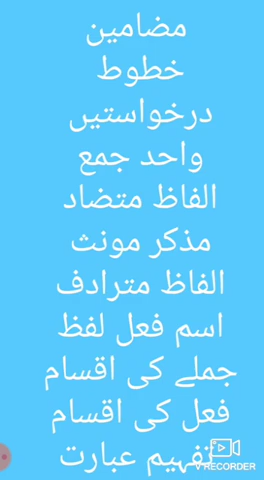 مضامین
خطوط
درخواستیں
واحد جمع
الفاظ متضاد
مذکر مونث
الفاظ مترادف
اسم فعل لفظ
جملے کی اقسام
فعل کی اقسام
تفہیم عبارت
V RECORDER